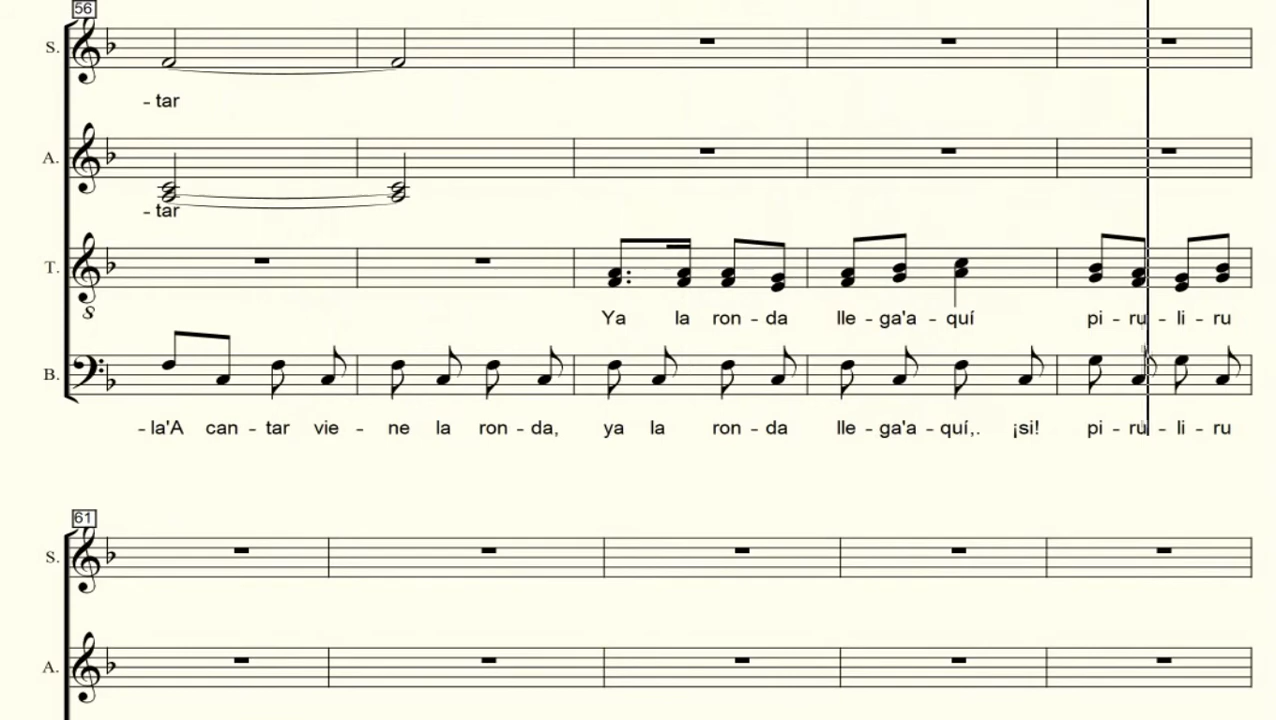 56
S.
- tar
A.
- tar
T.
8
Ya la ron - da lle - ga'a - quí pi - ru - li - ru
B.
- la'A can - tar vie - ne la ron - da, ya la ron - da lle - ga'a - quí,. ¡si! pi - ru - li - ru
61
S.
A.